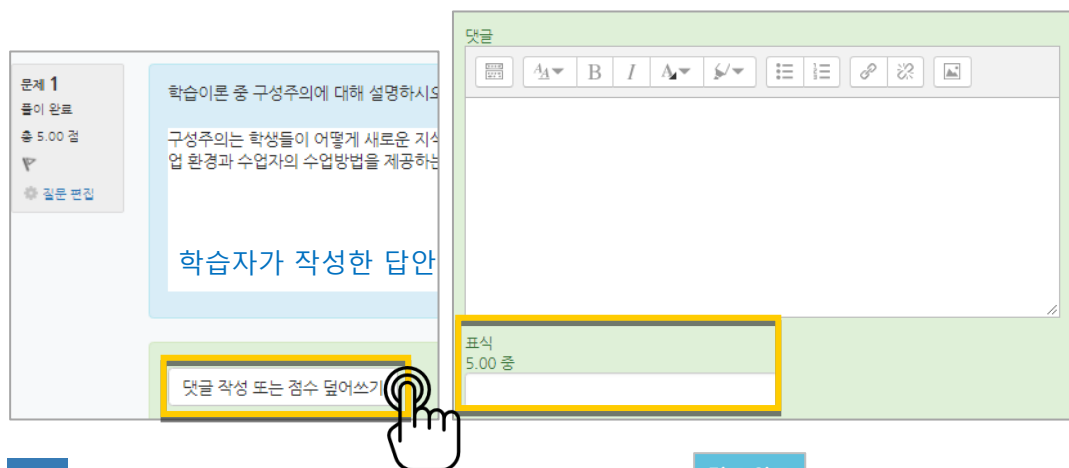 문제 1
풀이 완료
총 5.00 점
질문 편집
학습이론 중 구성주의에 대해 설명하시오
구성주의는 학생들이 어떻게 새로운 지식
업 환경과 수업자의 수업방법을 제공하는
학습자가 작성한 답안
댓글 작성 또는 점수 덮어쓰기
댓글
표식
5.00 중